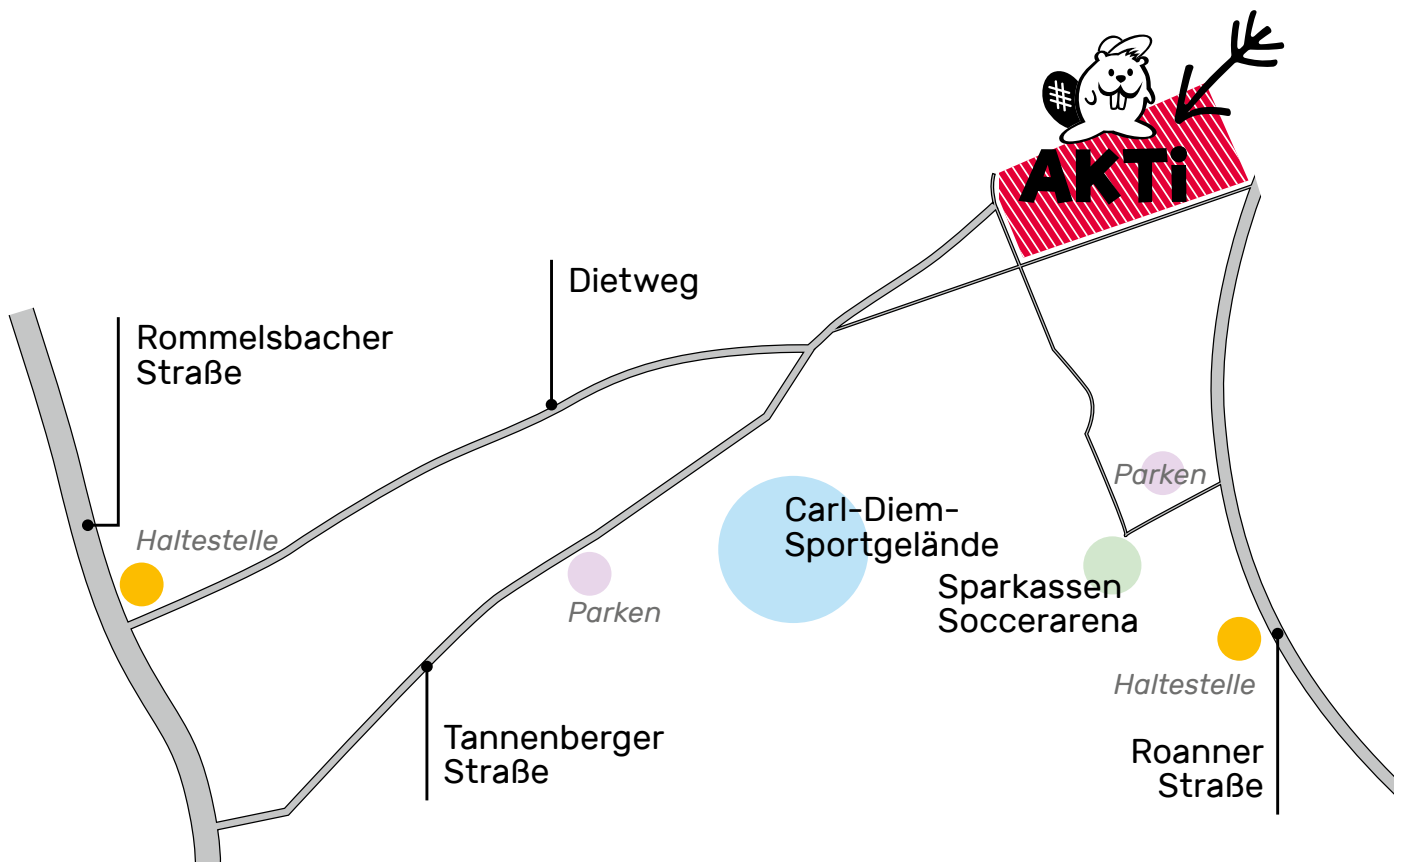 AKTi
Dietweg
Rommelsbacher
Straße
Haltestelle
Parken
Carl-Diem-
Sportgelände
Parken
Sparkassen
Soccerarena
Haltestelle
Tannenberger
Straße
Roanner
Straße